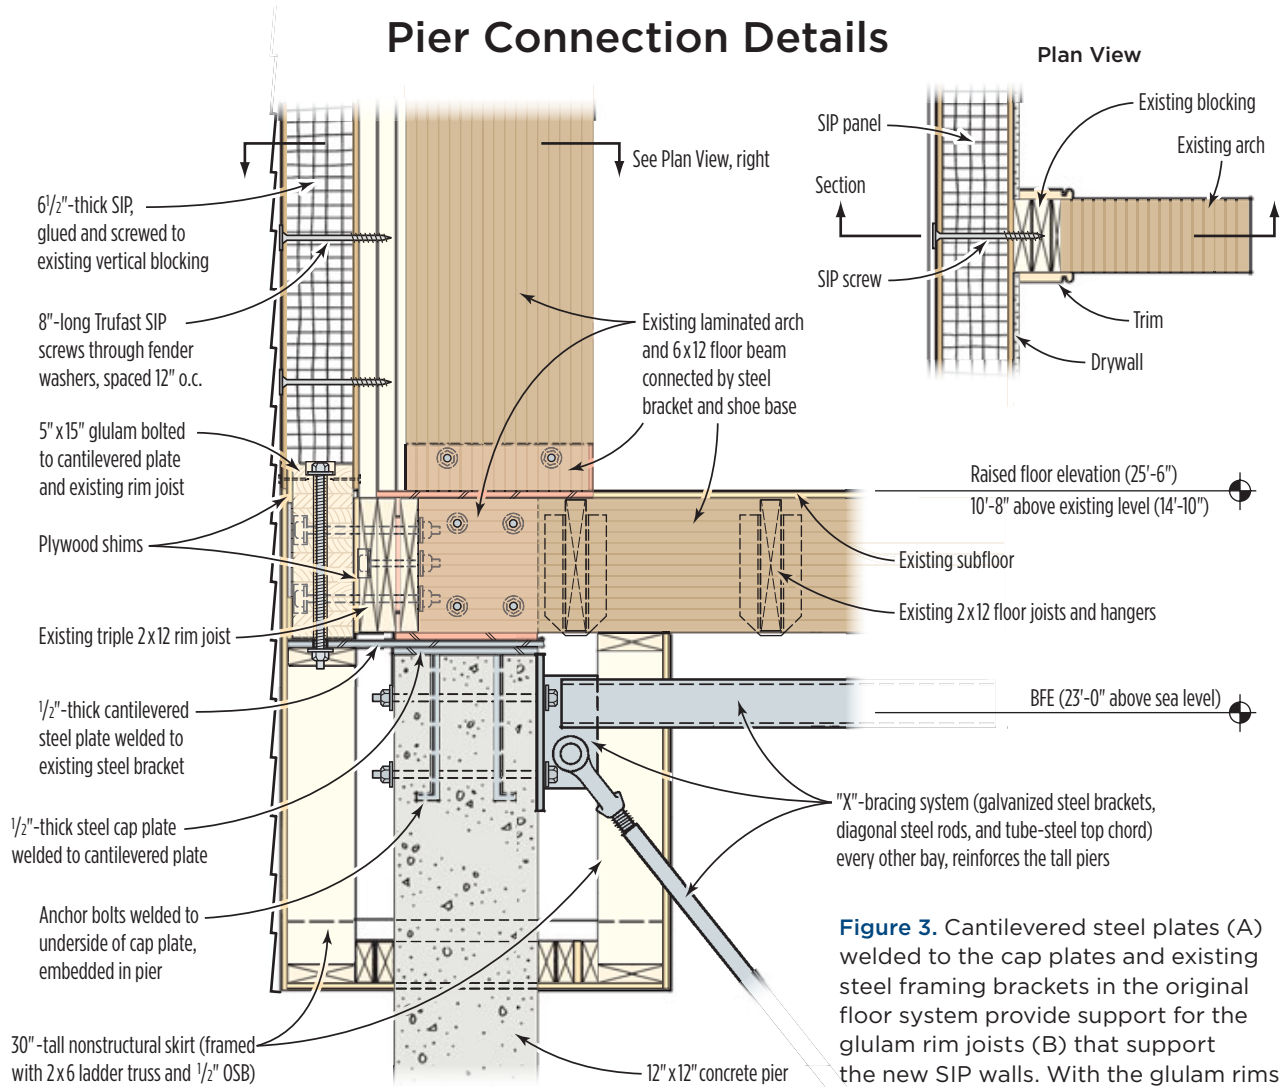 Pier Connection Details
Plan View
SIP panel
Existing blocking
Existing arch
Section
SIP screw
Trim
Drywall
See Plan View, right
6 1/2"-thick SIP,
glued and screwed to
existing vertical blocking
8"-long Trufast SIP
screws through fender
washers, spaced 12" o.c.
5" x 15" glulam bolted
to cantilevered plate
and existing rim joist
Plywood shims
Existing triple 2x12 rim joist
1/2"-thick cantilevered
steel plate welded to
existing steel bracket
1/2"-thick steel cap plate
welded to cantilevered plate
Anchor bolts welded to
underside of cap plate,
embedded in pier
30"-tall nonstructural skirt (framed
with 2x6 ladder truss and 1/2" OSB)
Existing laminated arch
and 6x12 floor beam
connected by steel
bracket and shoe base
Raised floor elevation (25'-6")
10'-8" above existing level (14'-10")
Existing subfloor
Existing 2x12 floor joists and hangers
BFE (23'-0" above sea level)
"X"-bracing system (galvanized steel brackets,
diagonal steel rods, and tube-steel top chord)
every other bay, reinforces the tall piers
12"x12" concrete pier
Figure 3. Cantilevered steel plates (A)
welded to the cap plates and existing
steel framing brackets in the original
floor system provide support for the
glulam rim joists (B) that support
the new SIP walls. With the glulam rims